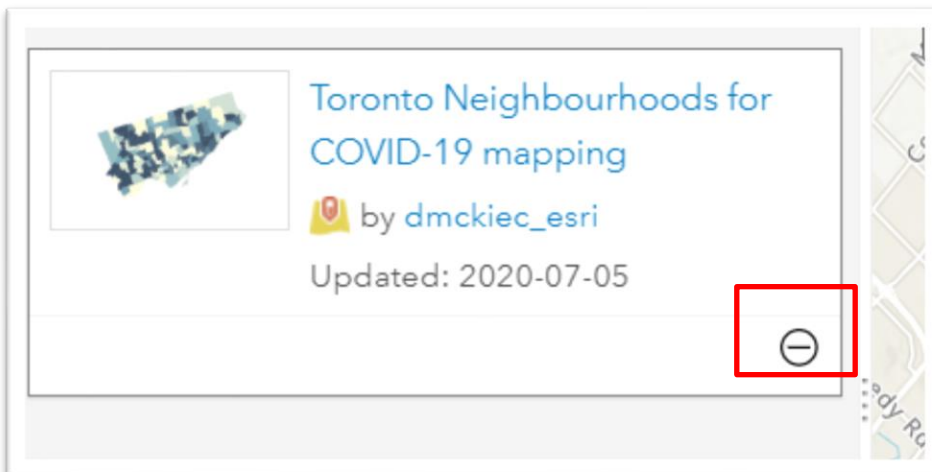 Toronto Neighbourhoods for
COVID-19 mapping
by dmckiec_esri
Updated: 2020-07-05